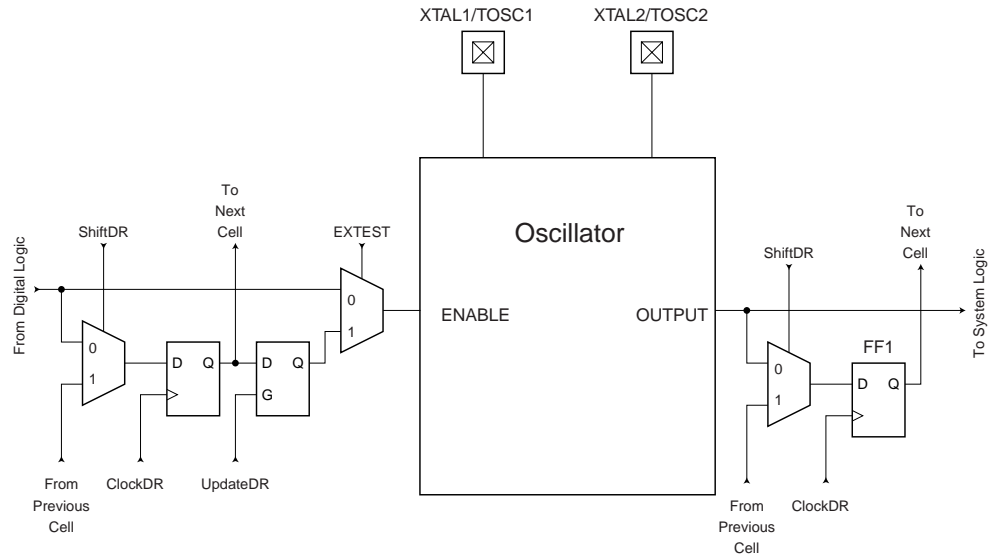 XTAL1/TOSC1
XTAL2/TOSC2
To
Next
Cell
ShiftDR
EXTEST
From Digital Logic
0
1
D
Q
D
Q
G
0
1
From
Previous
Cell
ClockDR
UpdateDR
Oscillator
ENABLE
OUTPUT
To
Next
Cell
ShiftDR
To System Logic
0
1
FF1
D
Q
From
Previous
Cell
ClockDR